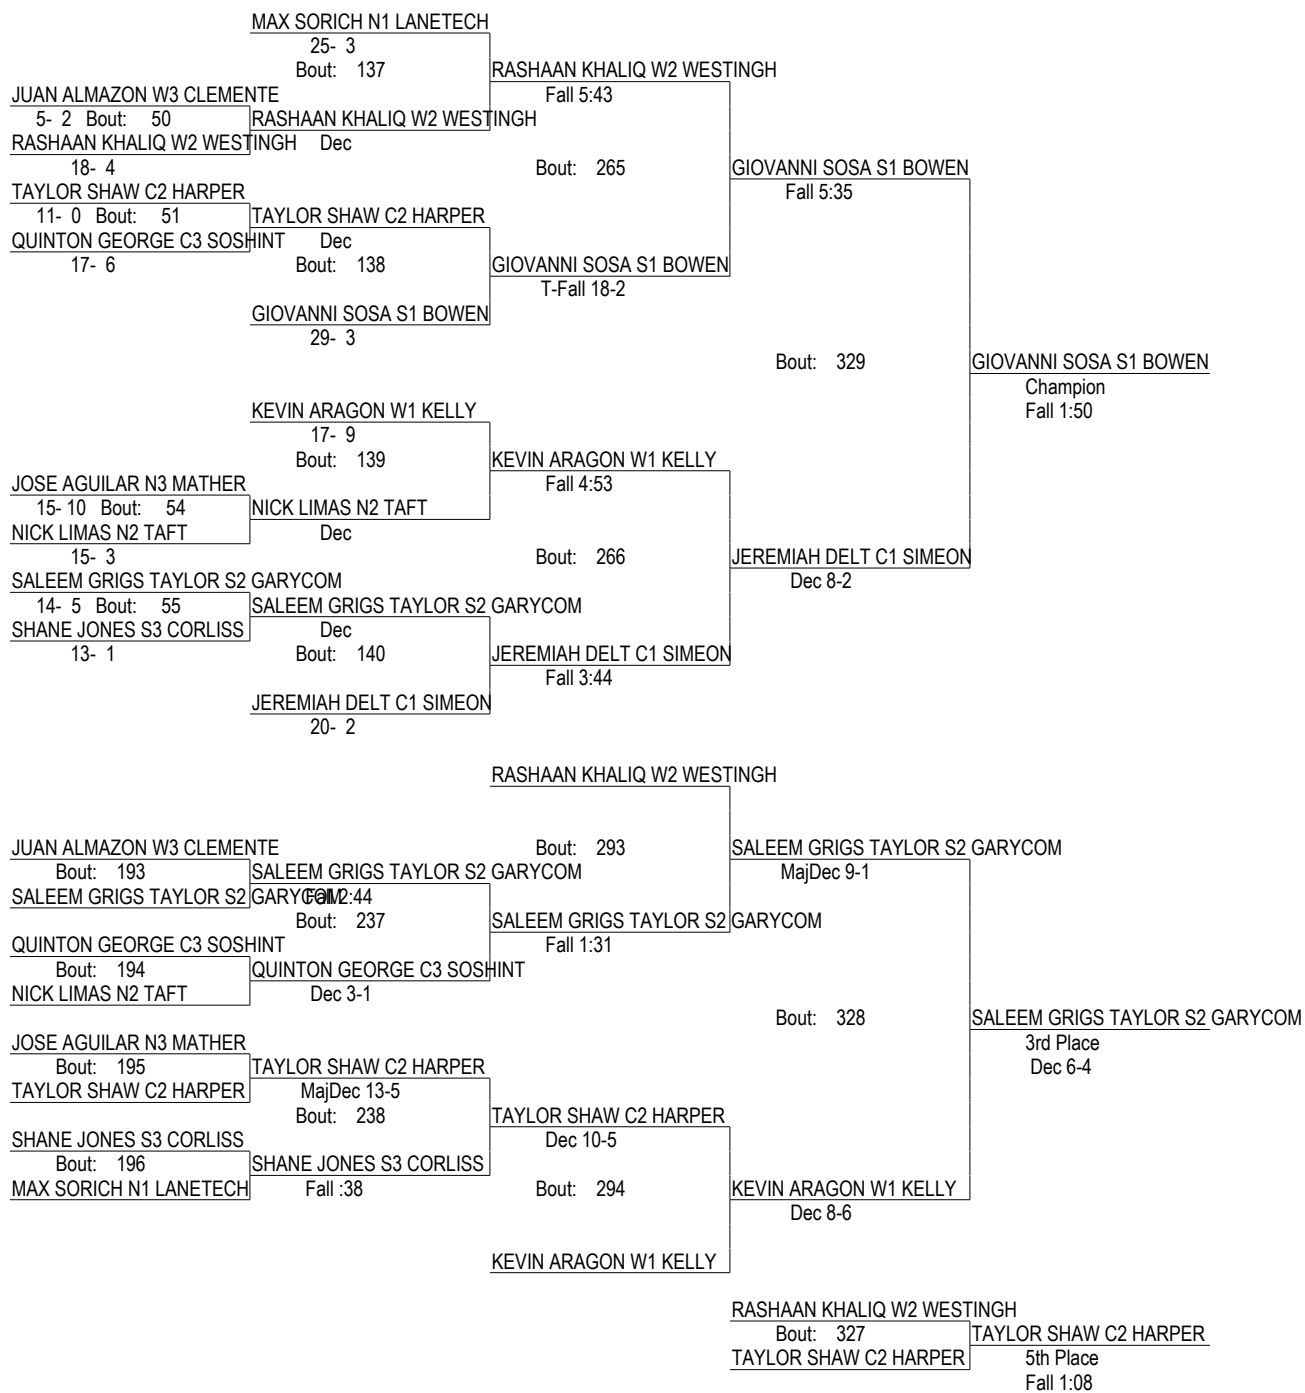 MAX SORICH N1 LANETECH
25- 3
Bout: 137
RASHAAN KHALIQ W2 WESTINGH
JUAN ALMAZON W3 CLEMENTE
Fall 5:43
5- 2 Bout: 50
RASHAAN KHALIQ W2 WESTINGH
RASHAAN KHALIQ W2 WESTINGH
Dec
18- 4
Bout: 265
GIOVANNI SOSA S1 BOWEN
TAYLOR SHAW C2 HARPER
Fall 5:35
11- 0 Bout: 51
TAYLOR SHAW C2 HARPER
QUINTON GEORGE C3 SOSHINT
Dec
17- 6
Bout: 138
GIOVANNI SOSA S1 BOWEN
T-Fall 18-2
GIOVANNI SOSA S1 BOWEN
29- 3
Bout: 329
GIOVANNI SOSA S1 BOWEN
Champion
Fall 1:50
KEVIN ARAGON W1 KELLY
17- 9
Bout: 139
KEVIN ARAGON W1 KELLY
JOSE AGUILAR N3 MATHER
Fall 4:53
15- 10 Bout: 54
NICK LIMAS N2 TAFT
NICK LIMAS N2 TAFT
Dec
15- 3
Bout: 266
JEREMIAH DELT C1 SIMEON
SALEEM GRIGS TAYLOR S2 GARYCOM
Dec 8-2
14- 5 Bout: 55
SALEEM GRIGS TAYLOR S2 GARYCOM
SHANE JONES S3 CORLISS
Dec
13- 1
Bout: 140
JEREMIAH DELT C1 SIMEON
Fall 3:44
JEREMIAH DELT C1 SIMEON
20- 2
RASHAAN KHALIQ W2 WESTINGH
JUAN ALMAZON W3 CLEMENTE
Bout: 293
SALEEM GRIGS TAYLOR S2 GARYCOM
Bout: 193
SALEEM GRIGS TAYLOR S2 GARYCOM
MajDec 9-1
SALEEM GRIGS TAYLOR S2 GARYCOM
Fall 2:44
Bout: 237
SALEEM GRIGS TAYLOR S2 GARYCOM
QUINTON GEORGE C3 SOSHINT
Fall 1:31
Bout: 194
QUINTON GEORGE C3 SOSHINT
NICK LIMAS N2 TAFT
Dec 3-1
Bout: 328
SALEEM GRIGS TAYLOR S2 GARYCOM
JOSE AGUILAR N3 MATHER
3rd Place
Bout: 195
TAYLOR SHAW C2 HARPER
Dec 6-4
TAYLOR SHAW C2 HARPER
MajDec 13-5
Bout: 238
TAYLOR SHAW C2 HARPER
SHANE JONES S3 CORLISS
Dec 10-5
Bout: 196
SHANE JONES S3 CORLISS
MAX SORICH N1 LANETECH
Fall :38
Bout: 294
KEVIN ARAGON W1 KELLY
Dec 8-6
KEVIN ARAGON W1 KELLY
RASHAAN KHALIQ W2 WESTINGH
Bout: 327
TAYLOR SHAW C2 HARPER
TAYLOR SHAW C2 HARPER
5th Place
Fall 1:08